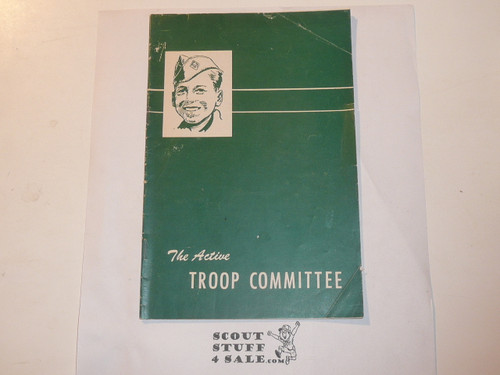 The Active
TROOP COMMITTEE
SCOUT
STUFF
4 SALE.com